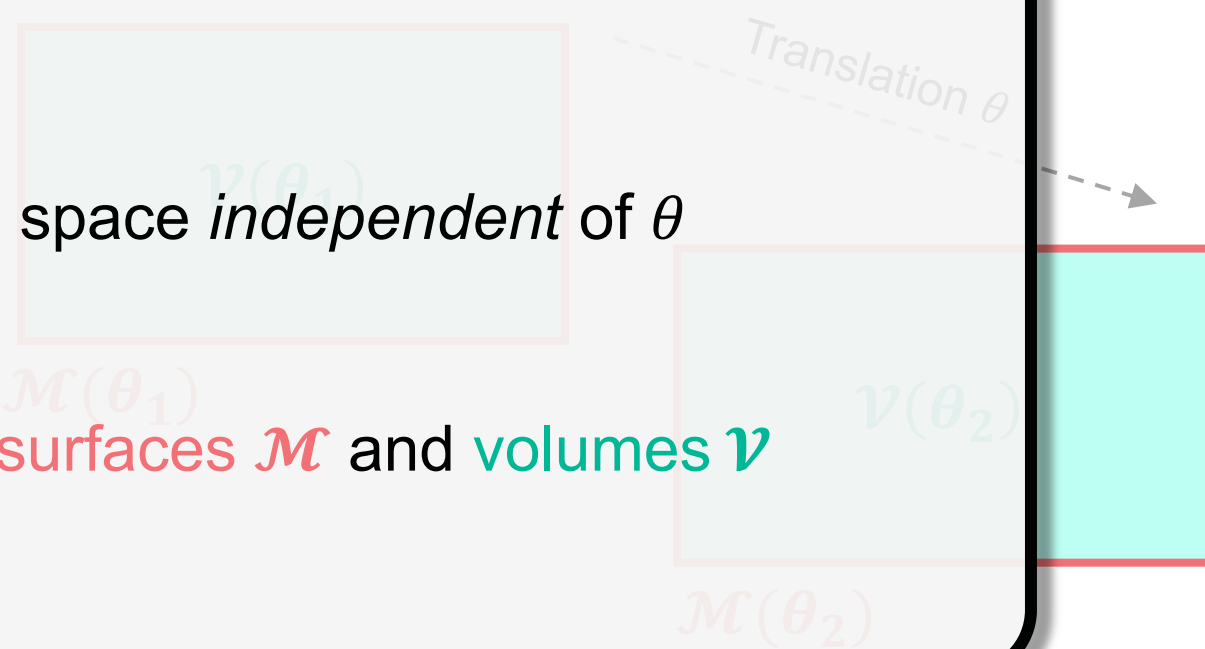 Translation θ
𝒱(θ₁)
space independent of θ
ℳ(θ₁)
𝒱(θ₂)
surfaces ℳ and volumes 𝒱
ℳ(θ₂)